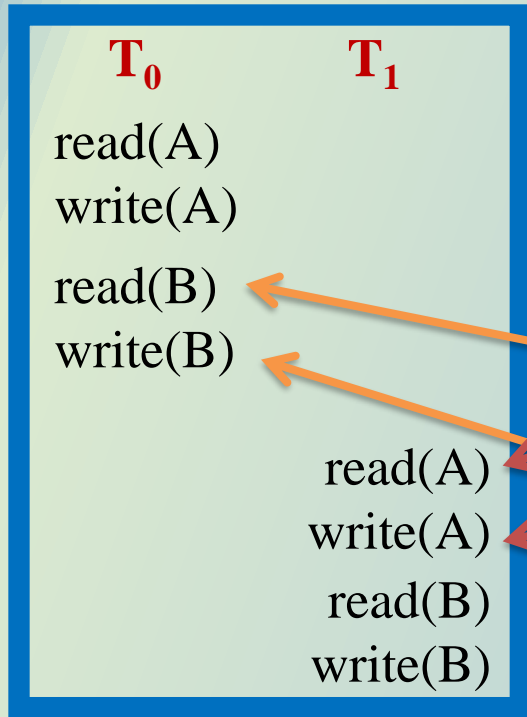 T₀ T₁
read(A)
write(A)
read(B)
write(B)
read(A)
write(A)
read(B)
write(B)